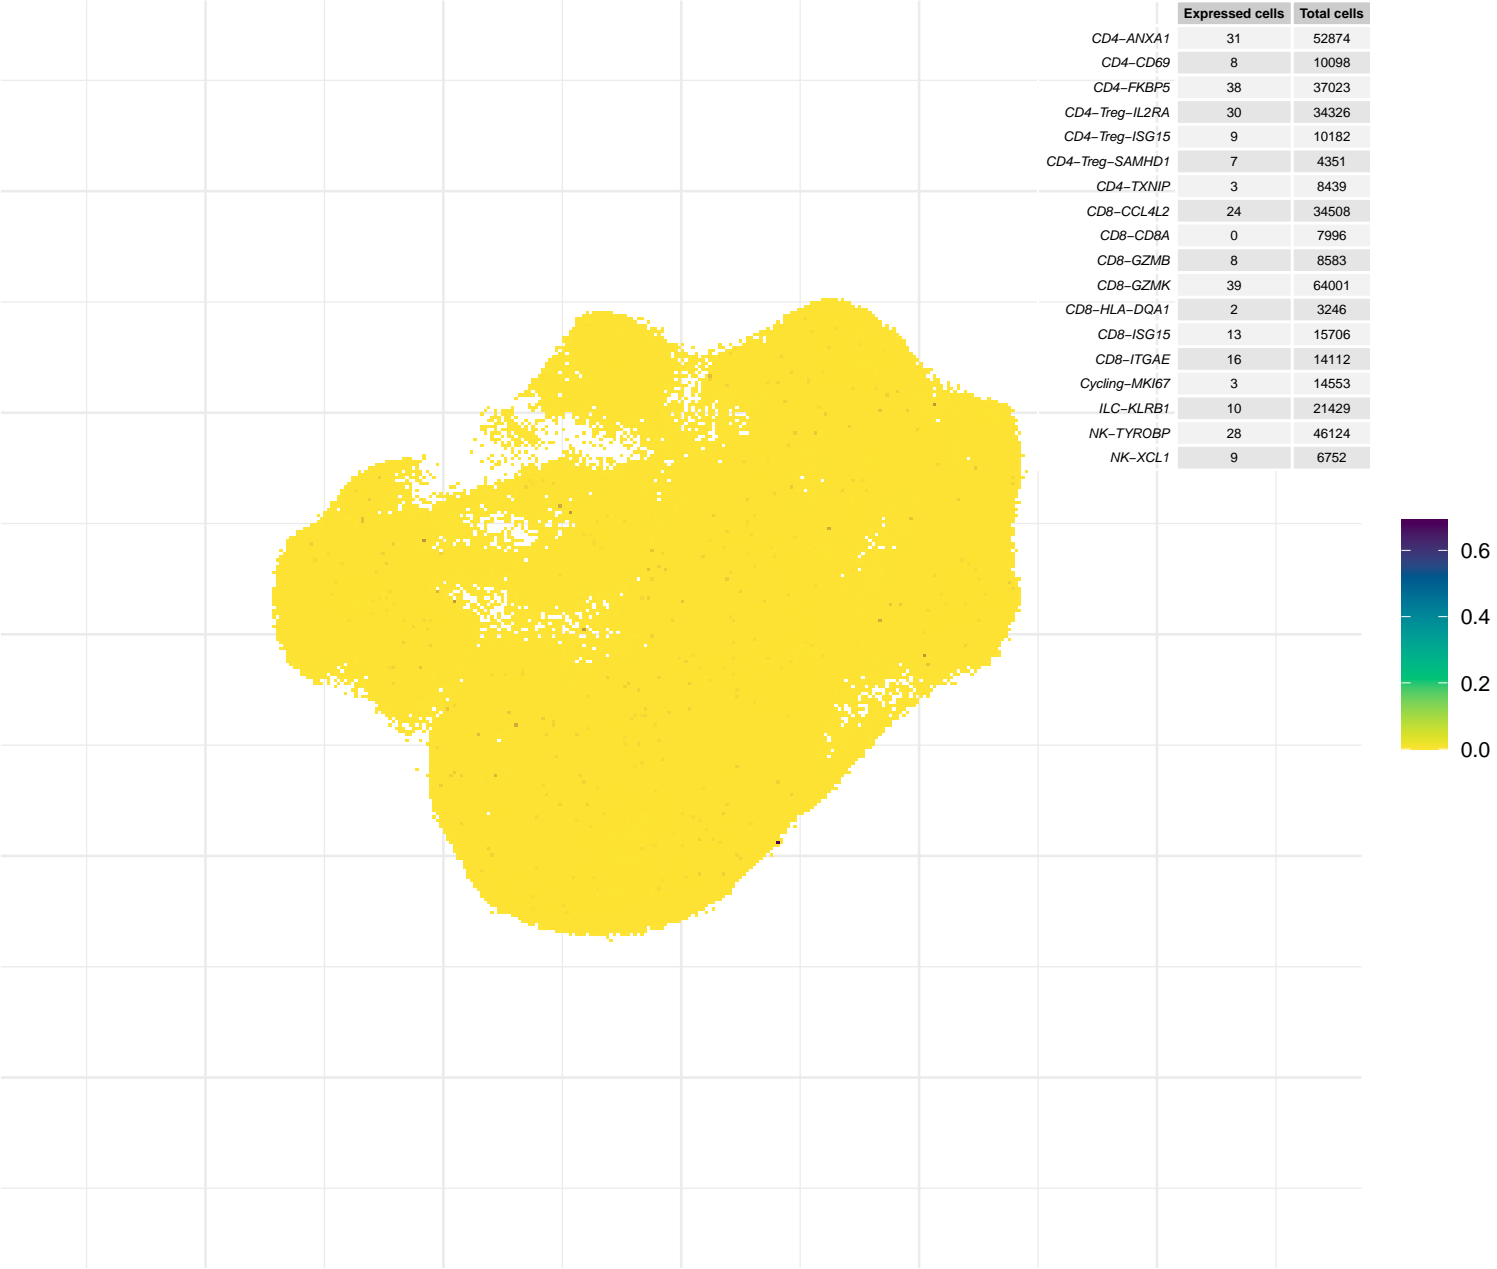 Expressed cells Total cells
CD4−ANXA1 31 52874
CD4−CD69 8 10098
CD4−FKBP5 38 37023
CD4−Treg−IL2RA 30 34326
CD4−Treg−ISG15 9 10182
CD4−Treg−SAMHD1 7 4351
CD4−TXNIP 3 8439
CD8−CCL4L2 24 34508
CD8−CD8A 0 7996
CD8−GZMB 8 8583
CD8−GZMK 39 64001
CD8−HLA−DQA1 2 3246
CD8−ISG15 13 15706
CD8−ITGAE 16 14112
Cycling−MKI67 3 14553
ILC−KLRB1 10 21429
NK−TYROBP 28 46124
NK−XCL1 9 6752
0.6
0.4
0.2
0.0